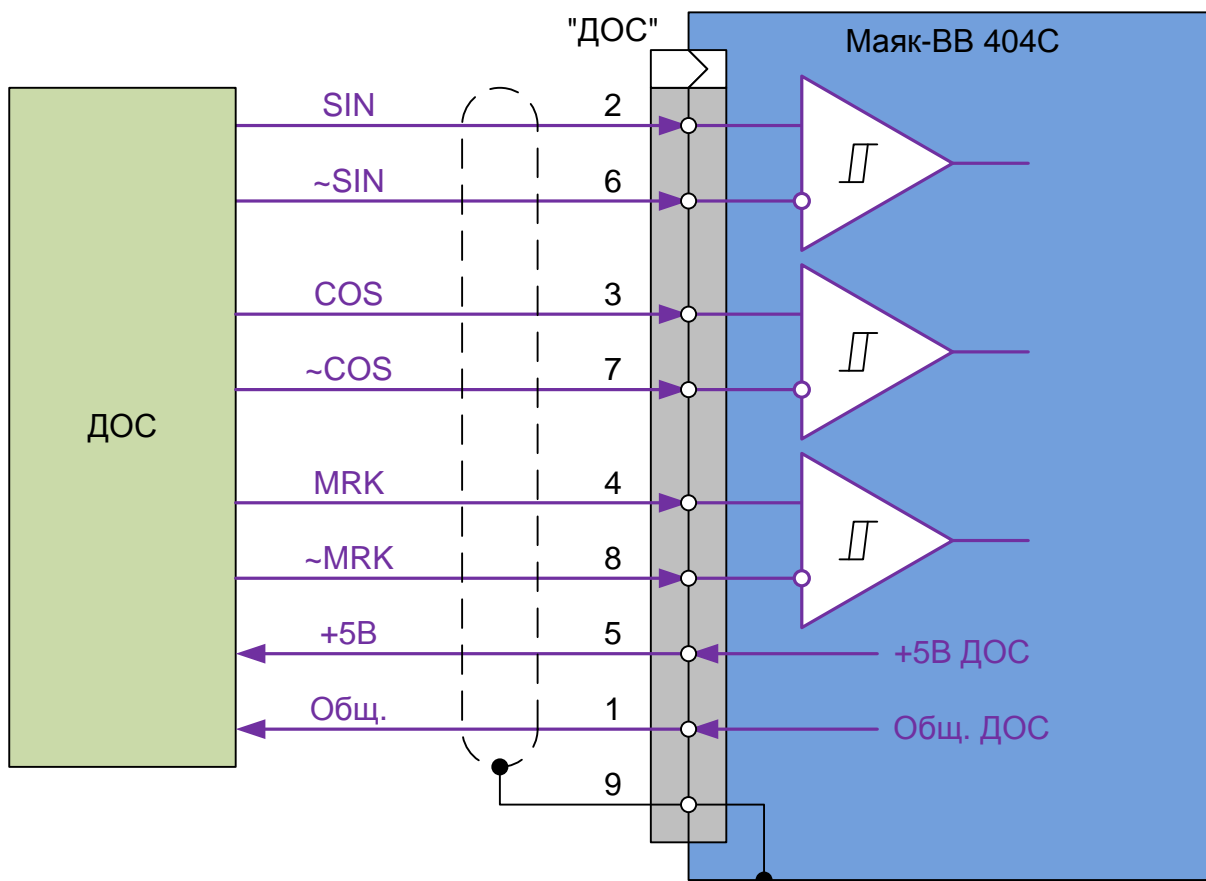 "ДОС"
Маяк-ВВ 404С
ДОС
SIN 2
~SIN 6
COS 3
~COS 7
MRK 4
~MRK 8
+5В 5
+5В ДОС
Общ. 1
Общ. ДОС
9